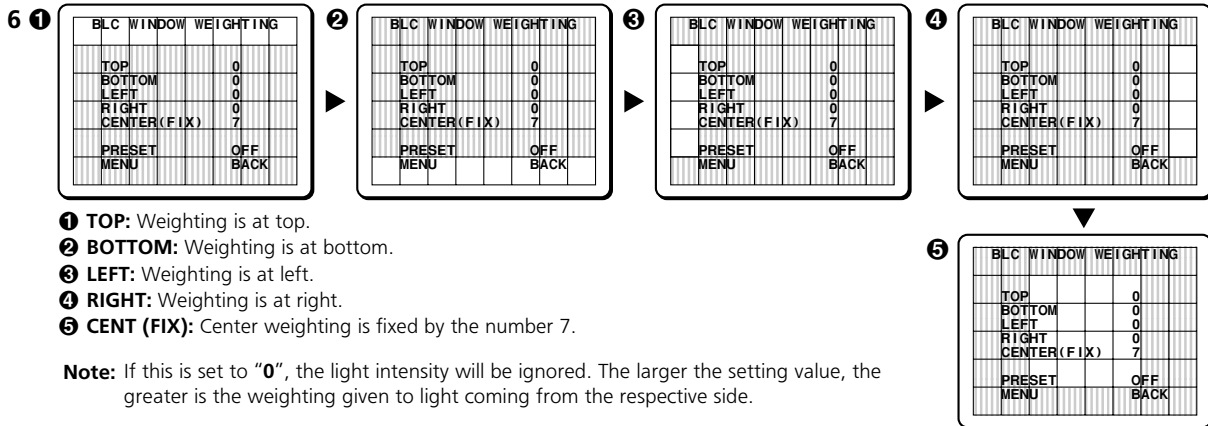 6 ❶
BLC WINDOW WEIGHTING
TOP 0
BOTTOM 0
LEFT 0
RIGHT 0
CENTER(FIX) 7
PRESET OFF
MENU BACK
❷
BLC WINDOW WEIGHTING
TOP 0
BOTTOM 0
LEFT 0
RIGHT 0
CENTER(FIX) 7
PRESET OFF
MENU BACK
❸
BLC WINDOW WEIGHTING
TOP 0
BOTTOM 0
LEFT 0
RIGHT 0
CENTER(FIX) 7
PRESET OFF
MENU BACK
❹
BLC WINDOW WEIGHTING
TOP 0
BOTTOM 0
LEFT 0
RIGHT 0
CENTER(FIX) 7
PRESET OFF
MENU BACK
❶ TOP: Weighting is at top.
❷ BOTTOM: Weighting is at bottom.
❸ LEFT: Weighting is at left.
❹ RIGHT: Weighting is at right.
❺ CENT (FIX): Center weighting is fixed by the number 7.
Note: If this is set to “0”, the light intensity will be ignored. The larger the setting value, the
greater is the weighting given to light coming from the respective side.
❺
BLC WINDOW WEIGHTING
TOP 0
BOTTOM 0
LEFT 0
RIGHT 0
CENTER(FIX) 7
PRESET OFF
MENU BACK